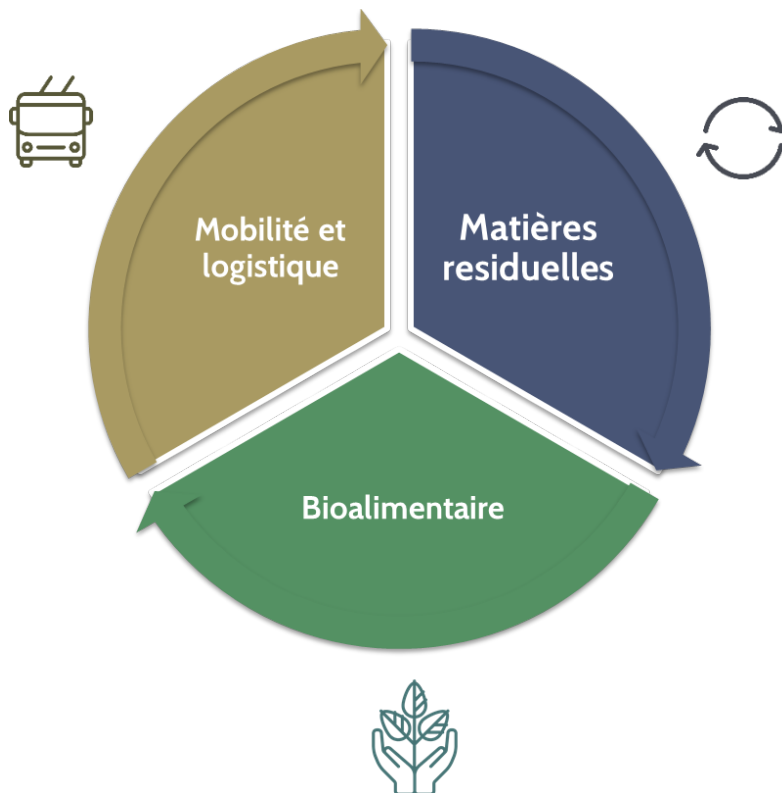 Mobilité et
logistique
Matières
residuelles
Bioalimentaire